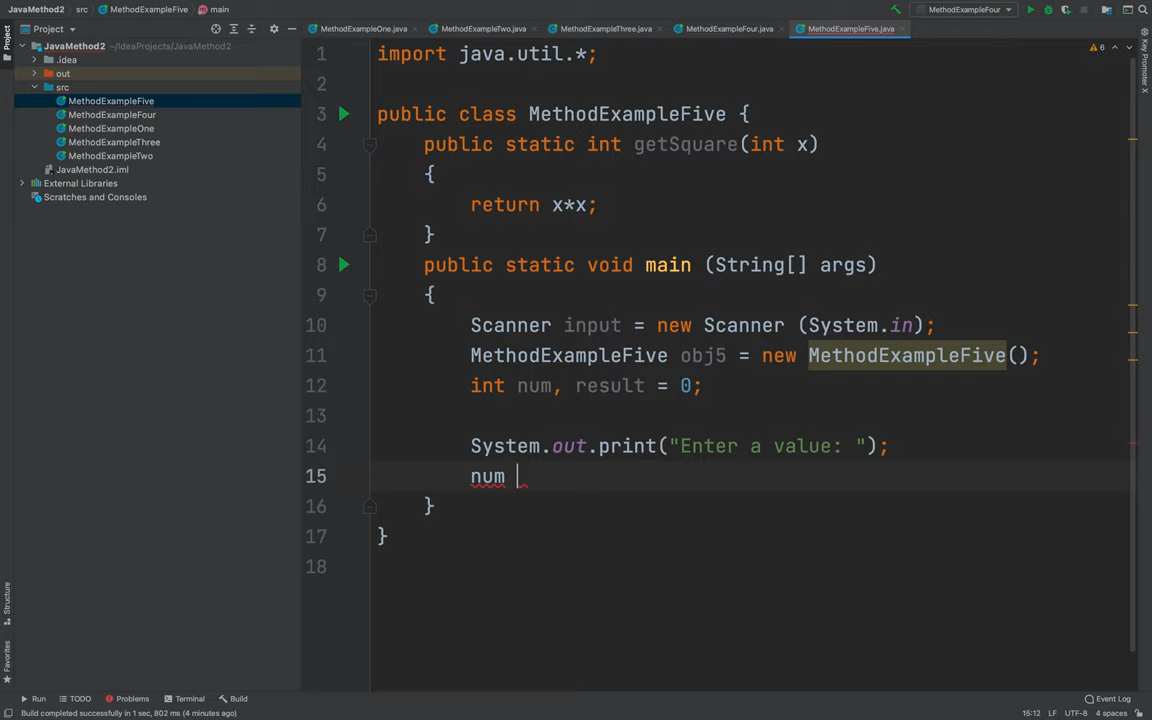 JavaMethod2 src MethodExampleFive main
MethodExampleFour
Project
MethodExampleOne.java MethodExampleTwo.java MethodExampleThree.java MethodExampleFour.java MethodExampleFive.java
Project
JavaMethod2 ~/IdeaProjects/JavaMethod2
.idea
out
src
MethodExampleFive
MethodExampleFour
MethodExampleOne
MethodExampleThree
MethodExampleTwo
JavaMethod2.iml
External Libraries
Scratches and Consoles
6
Key Promoter X
1 import java.util.*;
2
3 public class MethodExampleFive {
4 public static int getSquare(int x)
5 {
6 return x*x;
7 }
8 public static void main (String[] args)
9 {
10 Scanner input = new Scanner (System.in);
11 MethodExampleFive obj5 = new MethodExampleFive();
12 int num, result = 0;
13
14 System.out.print("Enter a value: ");
15 num
16 }
17 }
18
Structure
Favorites
Run TODO Problems Terminal Build Event Log
Build completed successfully in 1 sec, 802 ms (4 minutes ago) 15:12 LF UTF-8 4 spaces